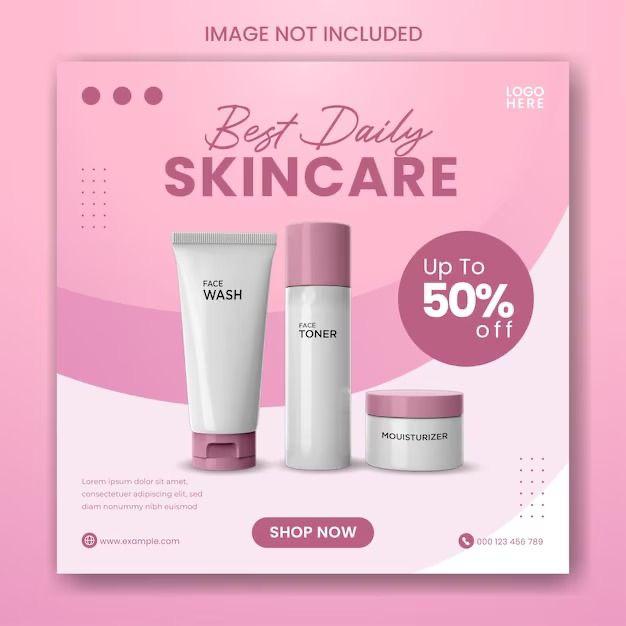 IMAGE NOT INCLUDED
LOGO
HERE
Best Daily
SKINCARE
FACE
WASH
FACE
TONER
Up To
50%
off
MOUISTURIZER
Lorem ipsum dolor sit amet,
consectetuer adipiscing elit,
diam nonummy nibh euismod
SHOP NOW
www.example.com
000 123 456 789